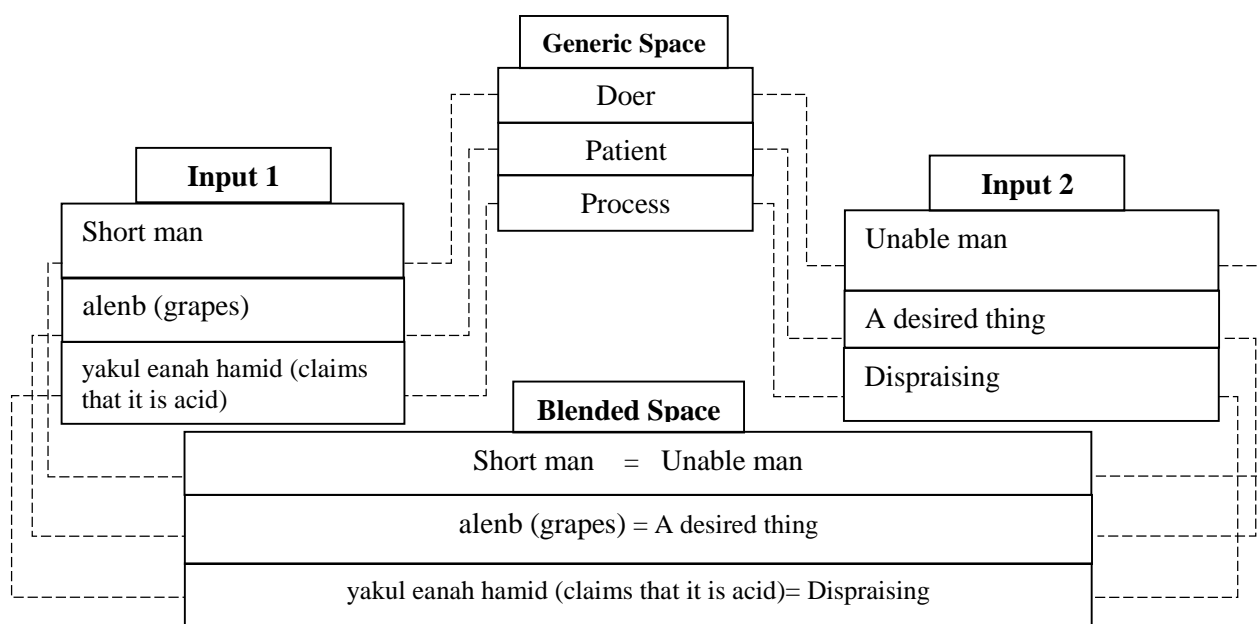 Generic Space
Doer
Patient
Process
Input 1
Short man
alenb (grapes)
yakul eanah hamid (claims
that it is acid)
Input 2
Unable man
A desired thing
Dispraising
Blended Space
Short man = Unable man
alenb (grapes) = A desired thing
yakul eanah hamid (claims that it is acid)= Dispraising